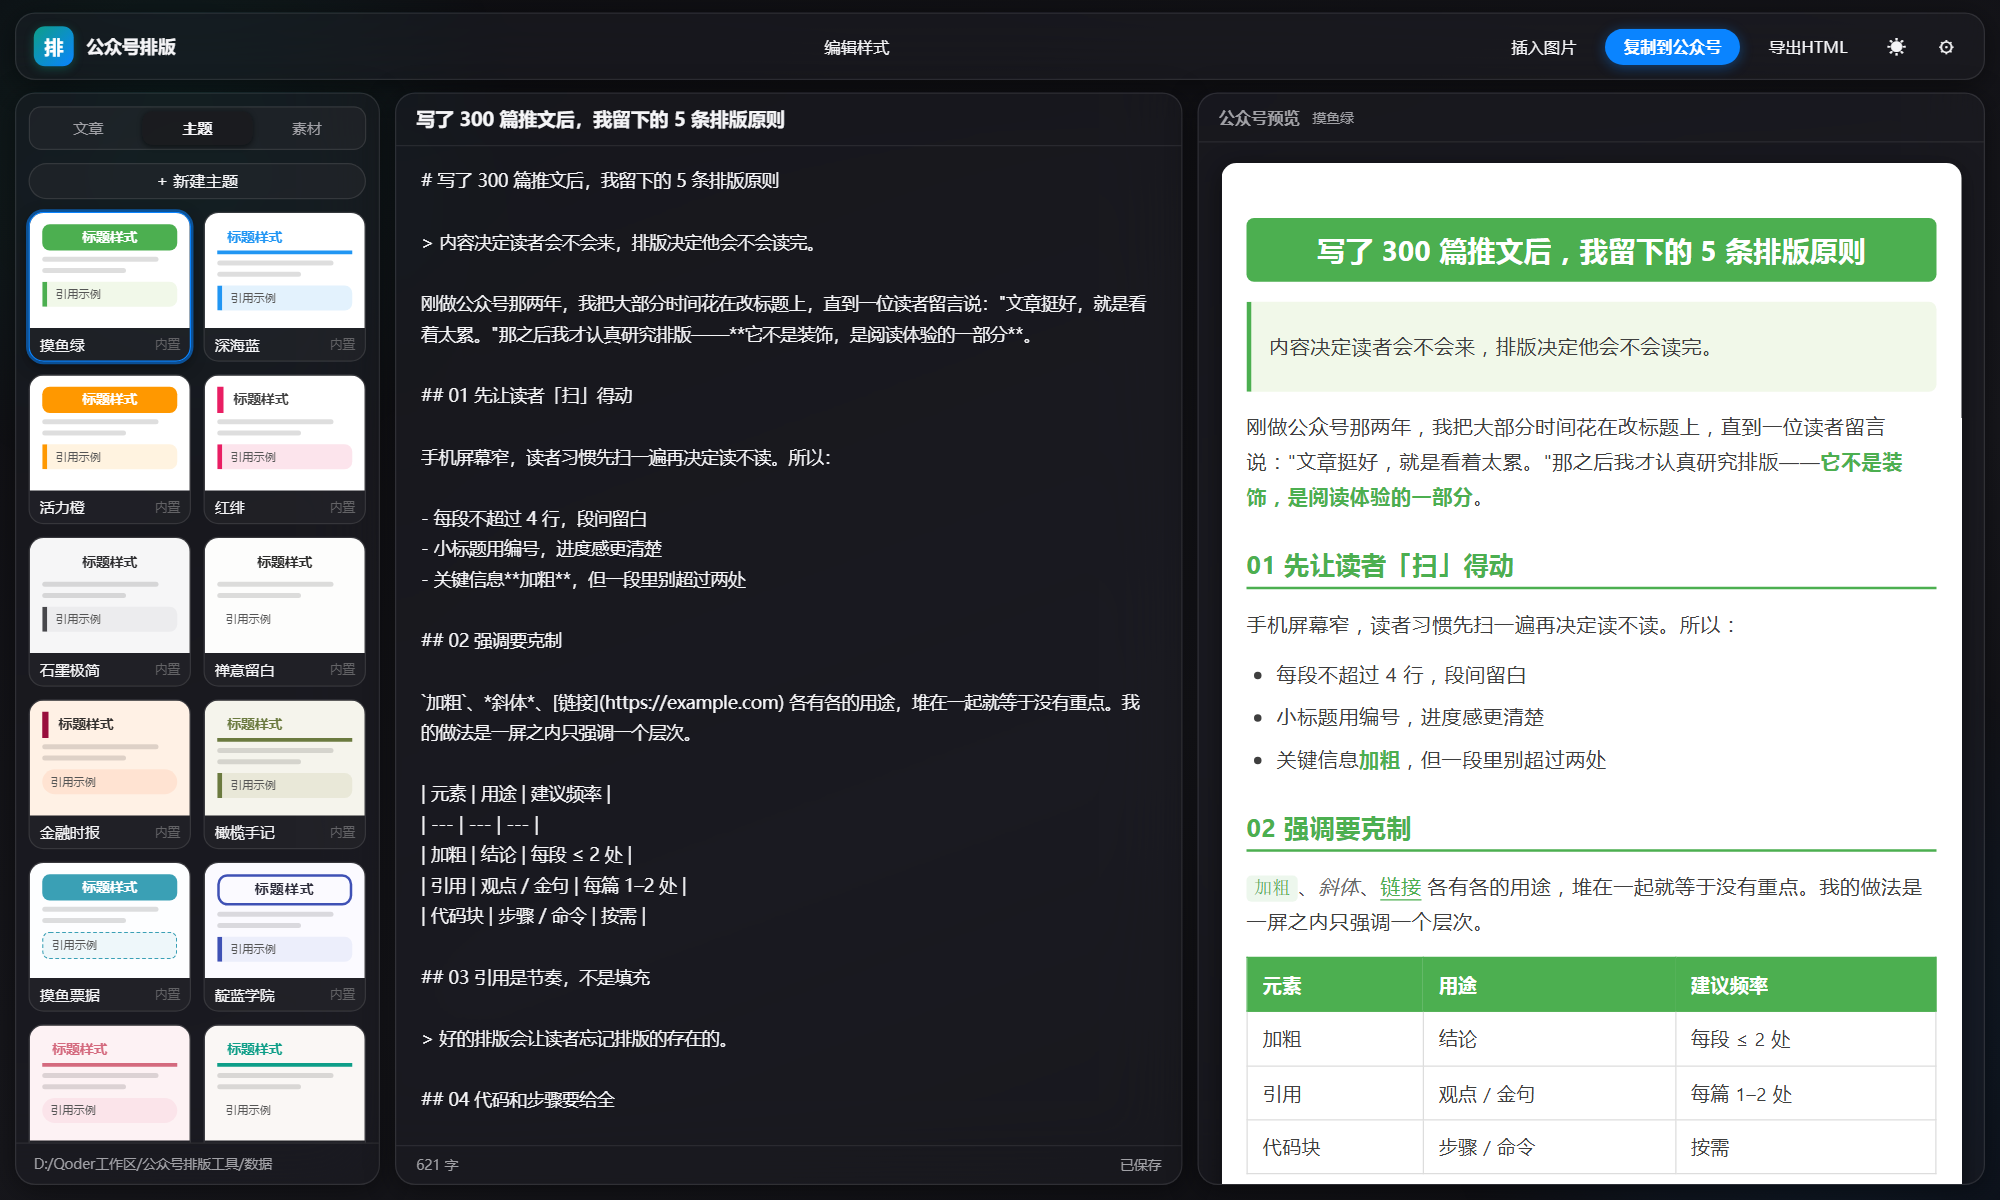 排 公众号排版
编辑样式
插入图片
复制到公众号
导出HTML
文章
主题
素材
+ 新建主题
标题样式
引用示例
摸鱼绿 内置
标题样式
引用示例
深海蓝 内置
标题样式
引用示例
活力橙 内置
标题样式
引用示例
红绯 内置
标题样式
引用示例
石墨极简 内置
标题样式
引用示例
禅意留白 内置
标题样式
引用示例
金融时报 内置
标题样式
引用示例
橄榄手记 内置
标题样式
引用示例
摸鱼票据 内置
标题样式
引用示例
靛蓝学院 内置
标题样式
引用示例
标题样式
引用示例
D:/Qoder工作区/公众号排版工具/数据
写了 300 篇推文后，我留下的 5 条排版原则
# 写了 300 篇推文后，我留下的 5 条排版原则
> 内容决定读者会不会来，排版决定他会不会读完。
刚做公众号那两年，我把大部分时间花在改标题上，直到一位读者留言说："文章挺好，就是看
着太累。"那之后我才认真研究排版——**它不是装饰，是阅读体验的一部分**。
## 01 先让读者「扫」得动
手机屏幕窄，读者习惯先扫一遍再决定读不读。所以：
- 每段不超过 4 行，段间留白
- 小标题用编号，进度感更清楚
- 关键信息**加粗**，但一段里别超过两处
## 02 强调要克制
`加粗`、*斜体*、[链接](https://example.com) 各有各的用途，堆在一起就等于没有重点。我
的做法是一屏之内只强调一个层次。
| 元素 | 用途 | 建议频率 |
| --- | --- | --- |
| 加粗 | 结论 | 每段 ≤ 2 处 |
| 引用 | 观点 / 金句 | 每篇 1–2 处 |
| 代码块 | 步骤 / 命令 | 按需 |
## 03 引用是节奏，不是填充
> 好的排版会让读者忘记排版的存在的。
## 04 代码和步骤要给全
621 字
已保存
公众号预览 摸鱼绿
写了 300 篇推文后，我留下的 5 条排版原则
内容决定读者会不会来，排版决定他会不会读完。
刚做公众号那两年，我把大部分时间花在改标题上，直到一位读者留言
说："文章挺好，就是看着太累。"那之后我才认真研究排版——它不是装
饰，是阅读体验的一部分。
01 先让读者「扫」得动
手机屏幕窄，读者习惯先扫一遍再决定读不读。所以：
• 每段不超过 4 行，段间留白
• 小标题用编号，进度感更清楚
• 关键信息加粗，但一段里别超过两处
02 强调要克制
加粗、斜体、链接 各有各的用途，堆在一起就等于没有重点。我的做法是
一屏之内只强调一个层次。
元素 用途 建议频率
加粗 结论 每段 ≤ 2 处
引用 观点 / 金句 每篇 1–2 处
代码块 步骤 / 命令 按需